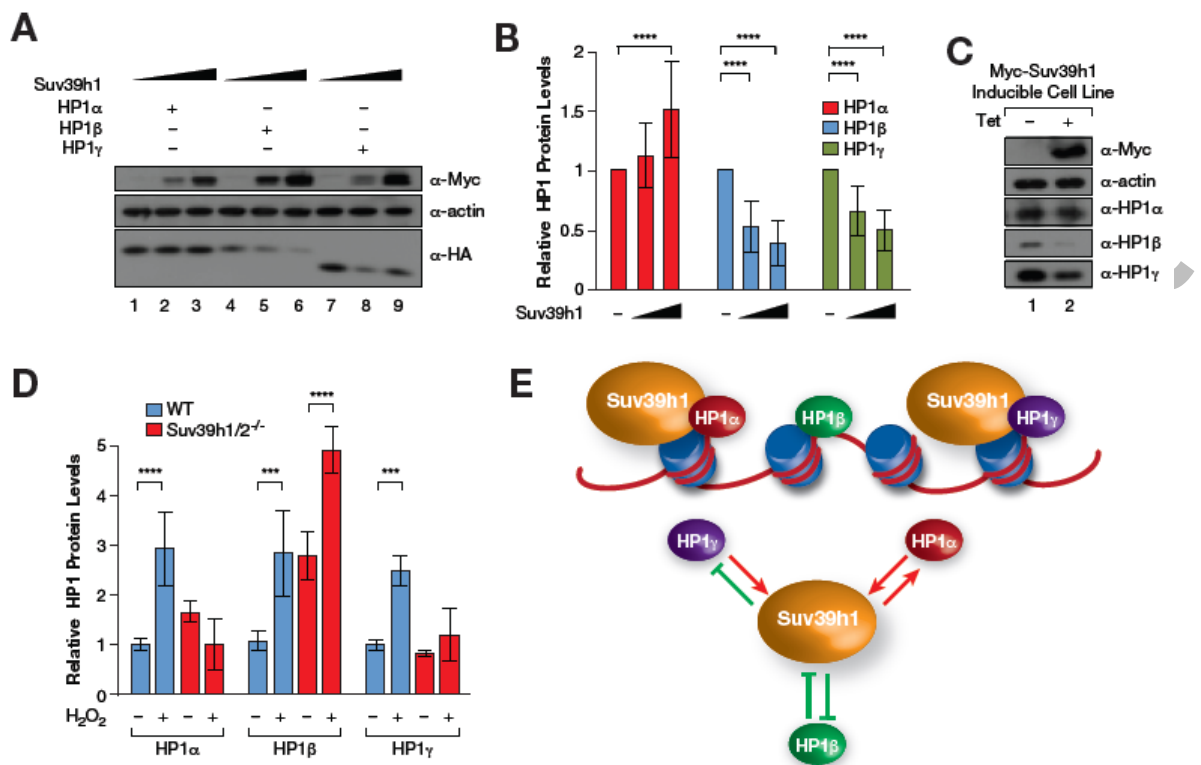 A
Suv39h1
HP1α + − −
HP1β − + −
HP1γ − − +
α-Myc
α-actin
α-HA
1 2 3 4 5 6 7 8 9
B
Relative HP1 Protein Levels
2
1.5
1
0.5
0
**** **** **** **** ****
HP1α
HP1β
HP1γ
Suv39h1 − − −
C
Myc-Suv39h1
Inducible Cell Line
Tet − +
α-Myc
α-actin
α-HP1α
α-HP1β
α-HP1γ
1 2
D
WT
Suv39h1/2-/-
Relative HP1 Protein Levels
5
4
3
2
1
0
**** *** **** ***
H2O2 − + − + − + − + − + − +
HP1α HP1β HP1γ
E
Suv39h1 HP1α HP1β Suv39h1 HP1γ
HP1γ HP1α
Suv39h1
HP1β